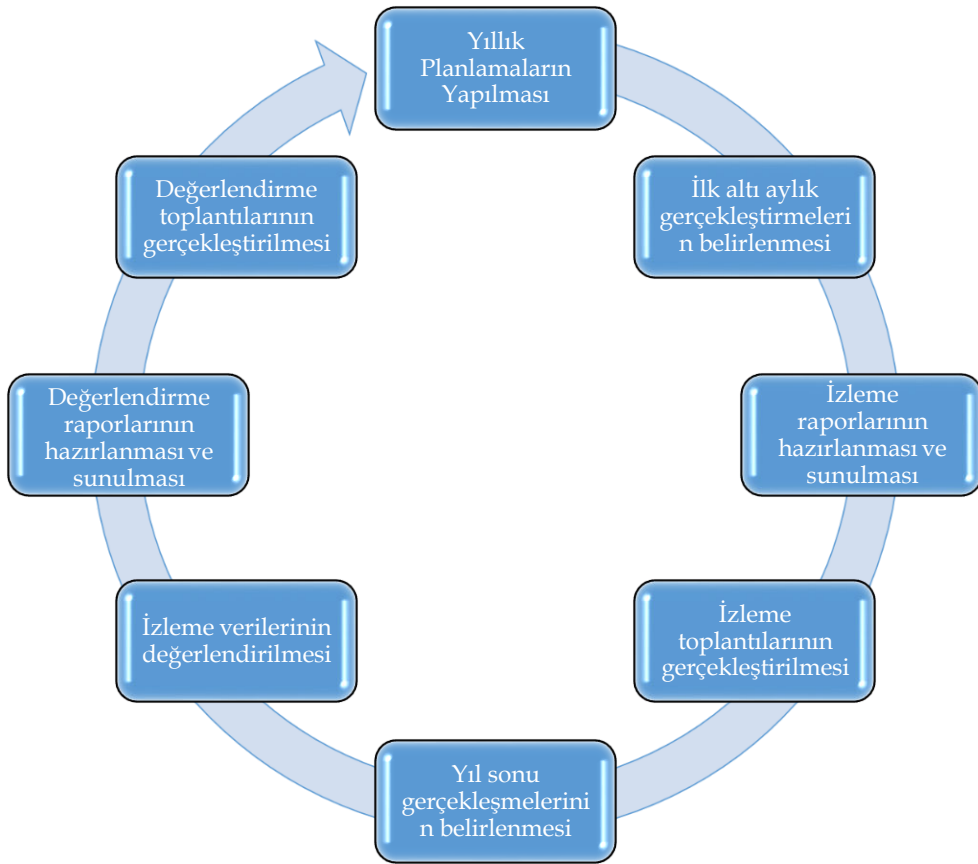 Yıllık
Planlamaların
Yapılması
İlk altı aylık
gerçekleştirmeleri
n belirlenmesi
İzleme
raporlarının
hazırlanması ve
sunulması
İzleme
toplantılarının
gerçekleştirilmesi
Yıl sonu
gerçekleşmelerini
n belirlenmesi
İzleme verilerinin
değerlendirilmesi
Değerlendirme
raporlarının
hazırlanması ve
sunulması
Değerlendirme
toplantılarının
gerçekleştirilmesi